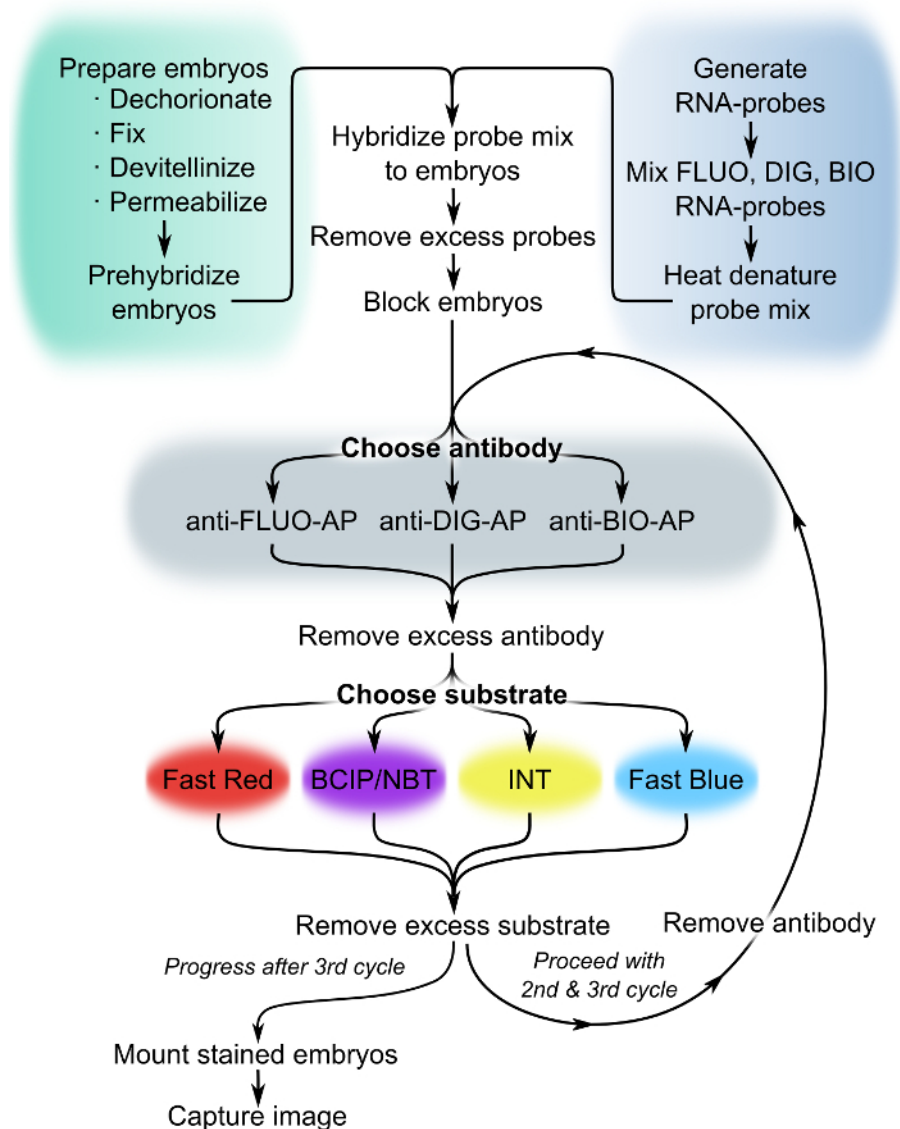 Prepare embryos
· Dechorionate
· Fix
· Devitellinize
· Permeabilize
Prehybridize
embryos
Generate
RNA-probes
Mix FLUO, DIG, BIO
RNA-probes
Heat denature
probe mix
Hybridize probe mix
to embryos
Remove excess probes
Block embryos
Choose antibody
anti-FLUO-AP
anti-DIG-AP
anti-BIO-AP
Remove excess antibody
Choose substrate
Fast Red
BCIP/NBT
INT
Fast Blue
Remove excess substrate
Remove antibody
Progress after 3rd cycle
Proceed with
2nd & 3rd cycle
Mount stained embryos
Capture image